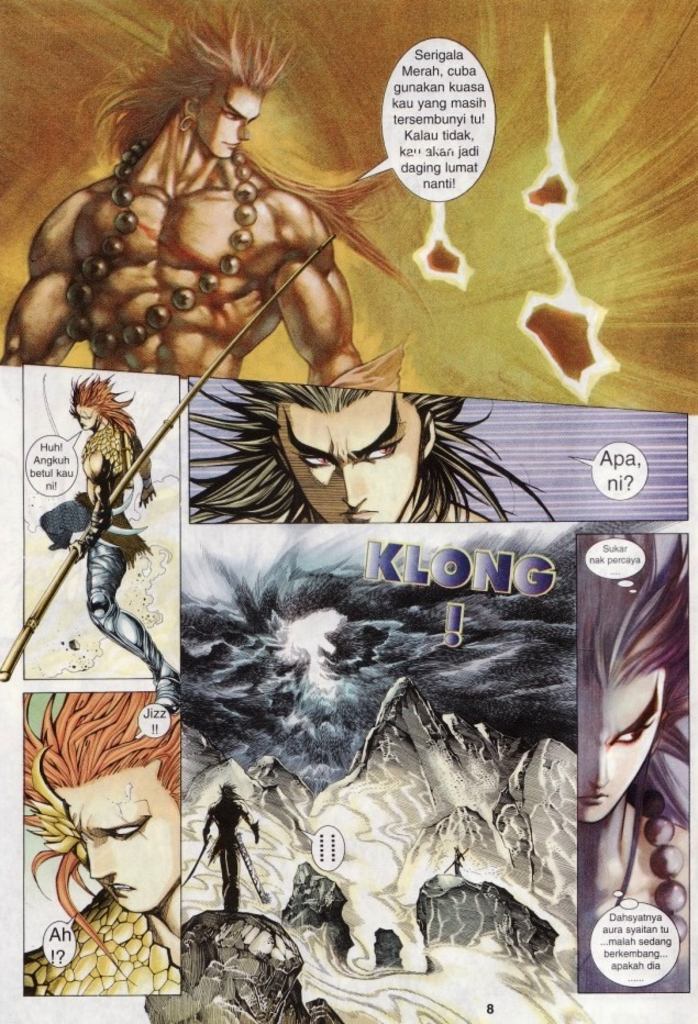 Serigala
Merah, cuba
gunakan kuasa
kau yang masih
tersembunyi tu!
Kalau tidak,
kau akan jadi
daging lumat
nanti!
Huh!
Angkuh
betul kau
ni!
Apa,
ni?
KLONG
!
Sukar
nak percaya
....
Jizz
!!
Ah
!?
Dahsyatnya
aura syaitan tu
...malah sedang
berkembang...
apakah dia
......
8